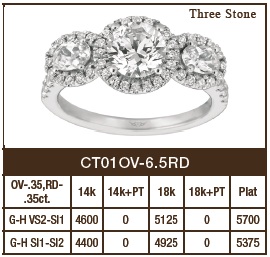 Three Stone
CT01OV-6.5RD
OV-.35,RD-.35ct. 14k 14k+PT 18k 18k+PT Plat
G-H VS2-SI1 4600 0 5125 0 5700
G-H SI1-SI2 4400 0 4925 0 5375